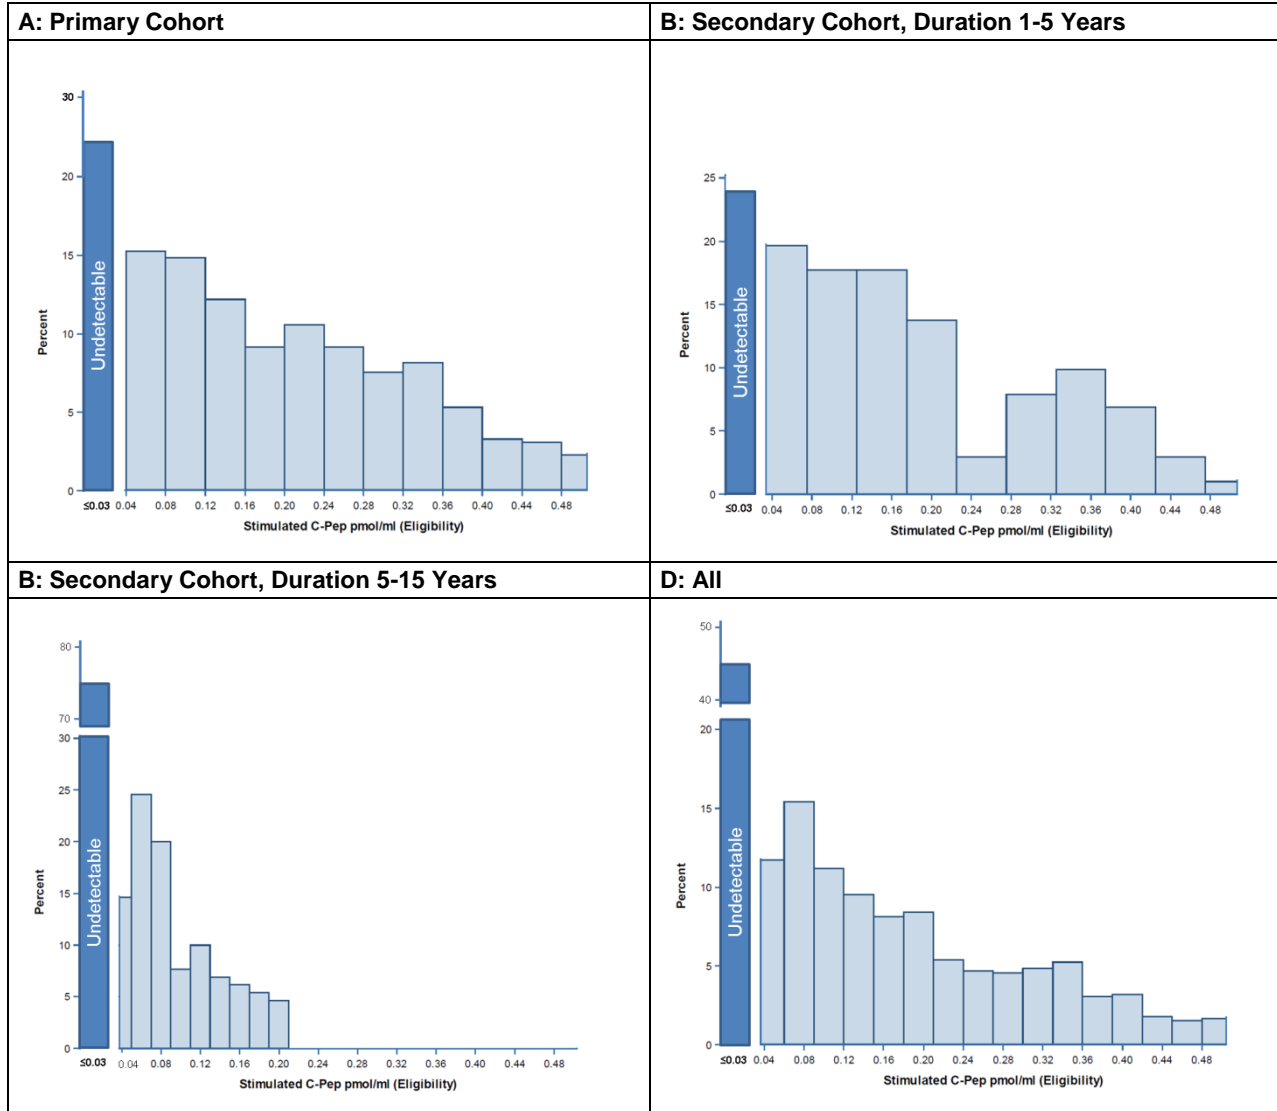 A: Primary Cohort
B: Secondary Cohort, Duration 1-5 Years
30
20
15
10
5
0
Percent
Undetectable
≤0.03 0.04 0.08 0.12 0.16 0.20 0.24 0.28 0.32 0.36 0.40 0.44 0.48
Stimulated C-Pep pmol/ml (Eligibility)
25
20
15
10
5
0
Percent
Undetectable
≤0.03 0.04 0.08 0.12 0.16 0.20 0.24 0.28 0.32 0.36 0.40 0.44 0.48
Stimulated C-Pep pmol/ml (Eligibility)
B: Secondary Cohort, Duration 5-15 Years
D: All
80
70
30
25
20
15
10
5
0
Percent
Undetectable
≤0.03 0.04 0.08 0.12 0.16 0.20 0.24 0.28 0.32 0.36 0.40 0.44 0.48
Stimulated C-Pep pmol/ml (Eligibility)
50
40
20
15
10
5
0
Percent
Undetectable
≤0.03 0.04 0.08 0.12 0.16 0.20 0.24 0.28 0.32 0.36 0.40 0.44 0.48
Stimulated C-Pep pmol/ml (Eligibility)